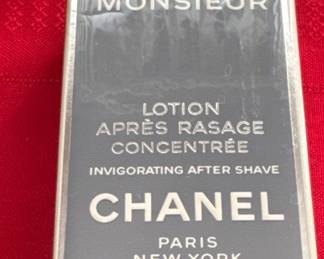 MONSIEUR
LOTION
APRÈS RASAGE
CONCENTRÉE
INVIGORATING AFTER SHAVE
CHANEL
PARIS
NEW YORK